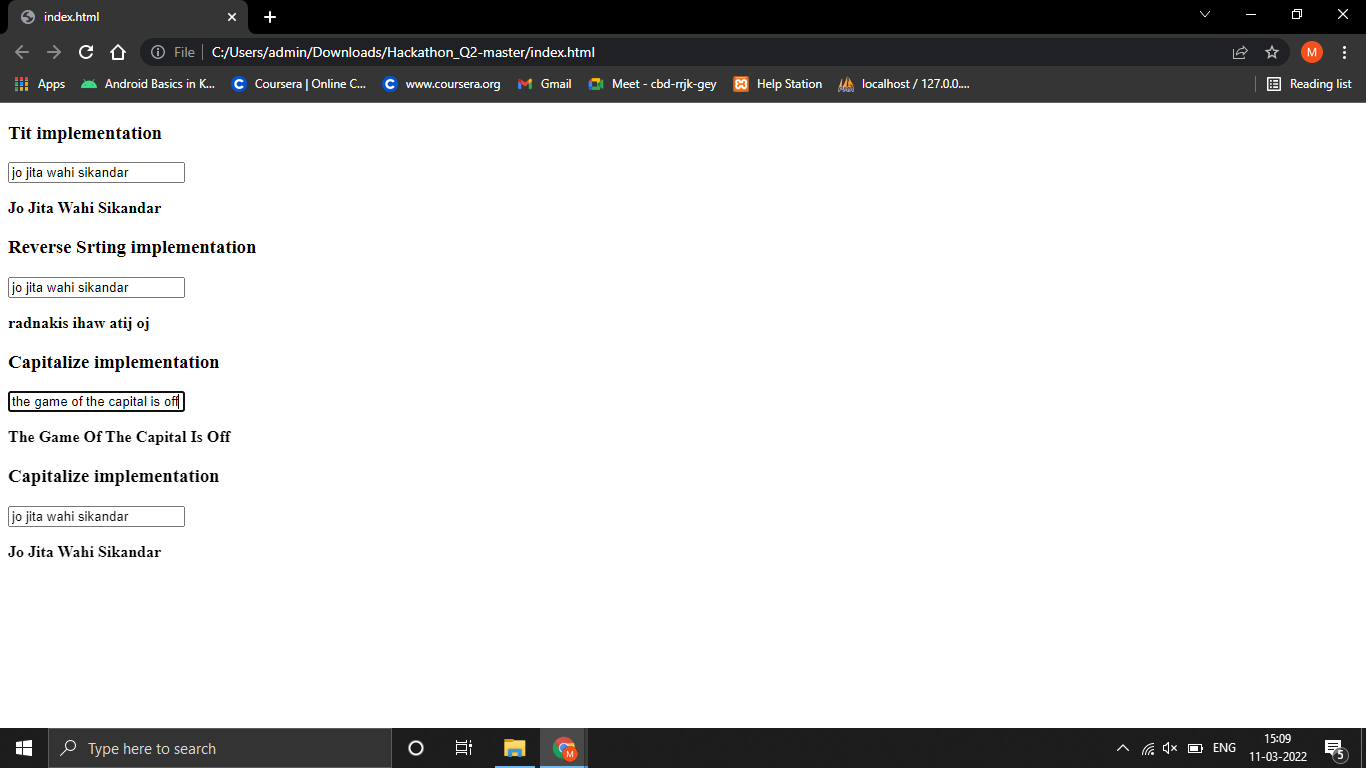 index.html
File C:/Users/admin/Downloads/Hackathon_Q2-master/index.html M
Apps Android Basics in K... Coursera | Online C... www.coursera.org Gmail Meet - cbd-rrjk-gey Help Station localhost / 127.0.0.... Reading list
Tit implementation
jo jita wahi sikandar
Jo Jita Wahi Sikandar
Reverse Srting implementation
jo jita wahi sikandar
radnakis ihaw atij oj
Capitalize implementation
the game of the capital is off
The Game Of The Capital Is Off
Capitalize implementation
jo jita wahi sikandar
Jo Jita Wahi Sikandar
Type here to search M ENG 15:09
11-03-2022 5